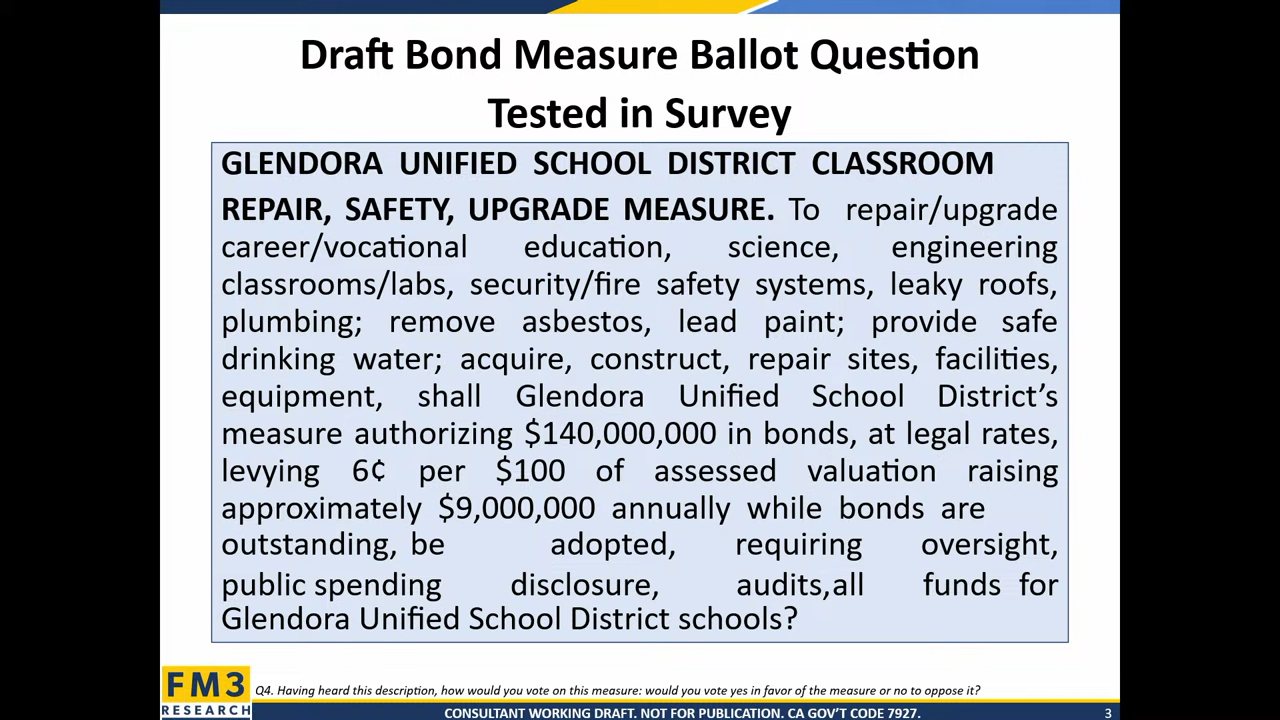 Draft Bond Measure Ballot Question
Tested in Survey
GLENDORA UNIFIED SCHOOL DISTRICT CLASSROOM
REPAIR, SAFETY, UPGRADE MEASURE. To repair/upgrade
career/vocational education, science, engineering
classrooms/labs, security/fire safety systems, leaky roofs,
plumbing; remove asbestos, lead paint; provide safe
drinking water; acquire, construct, repair sites, facilities,
equipment, shall Glendora Unified School District’s
measure authorizing $140,000,000 in bonds, at legal rates,
levying 6¢ per $100 of assessed valuation raising
approximately $9,000,000 annually while bonds are
outstanding, be adopted, requiring oversight,
public spending disclosure, audits,all funds for
Glendora Unified School District schools?
FM3
RESEARCH
Q4. Having heard this description, how would you vote on this measure: would you vote yes in favor of the measure or no to oppose it?
CONSULTANT WORKING DRAFT. NOT FOR PUBLICATION. CA GOV’T CODE 7927.
3